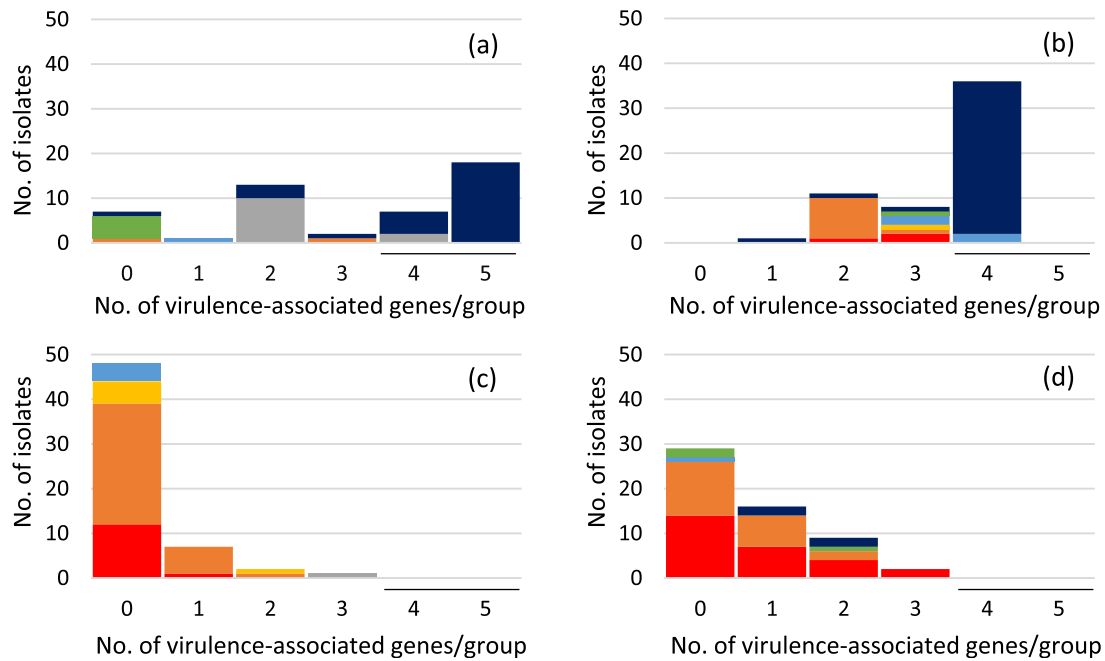 (a)
No. of isolates
50
40
30
20
10
0
0 1 2 3 4 5
No. of virulence-associated genes/group
(b)
No. of isolates
50
40
30
20
10
0
0 1 2 3 4 5
No. of virulence-associated genes/group
(c)
No. of isolates
50
40
30
20
10
0
0 1 2 3 4 5
No. of virulence-associated genes/group
(d)
No. of isolates
50
40
30
20
10
0
0 1 2 3 4 5
No. of virulence-associated genes/group